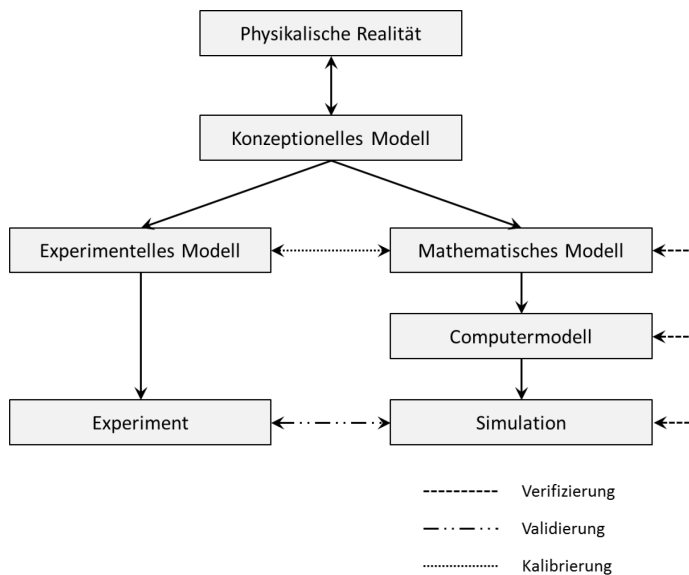 Physikalische Realität
Konzeptionelles Modell
Experimentelles Modell
Mathematisches Modell
Computermodell
Experiment
Simulation
Verifizierung
Validierung
Kalibrierung